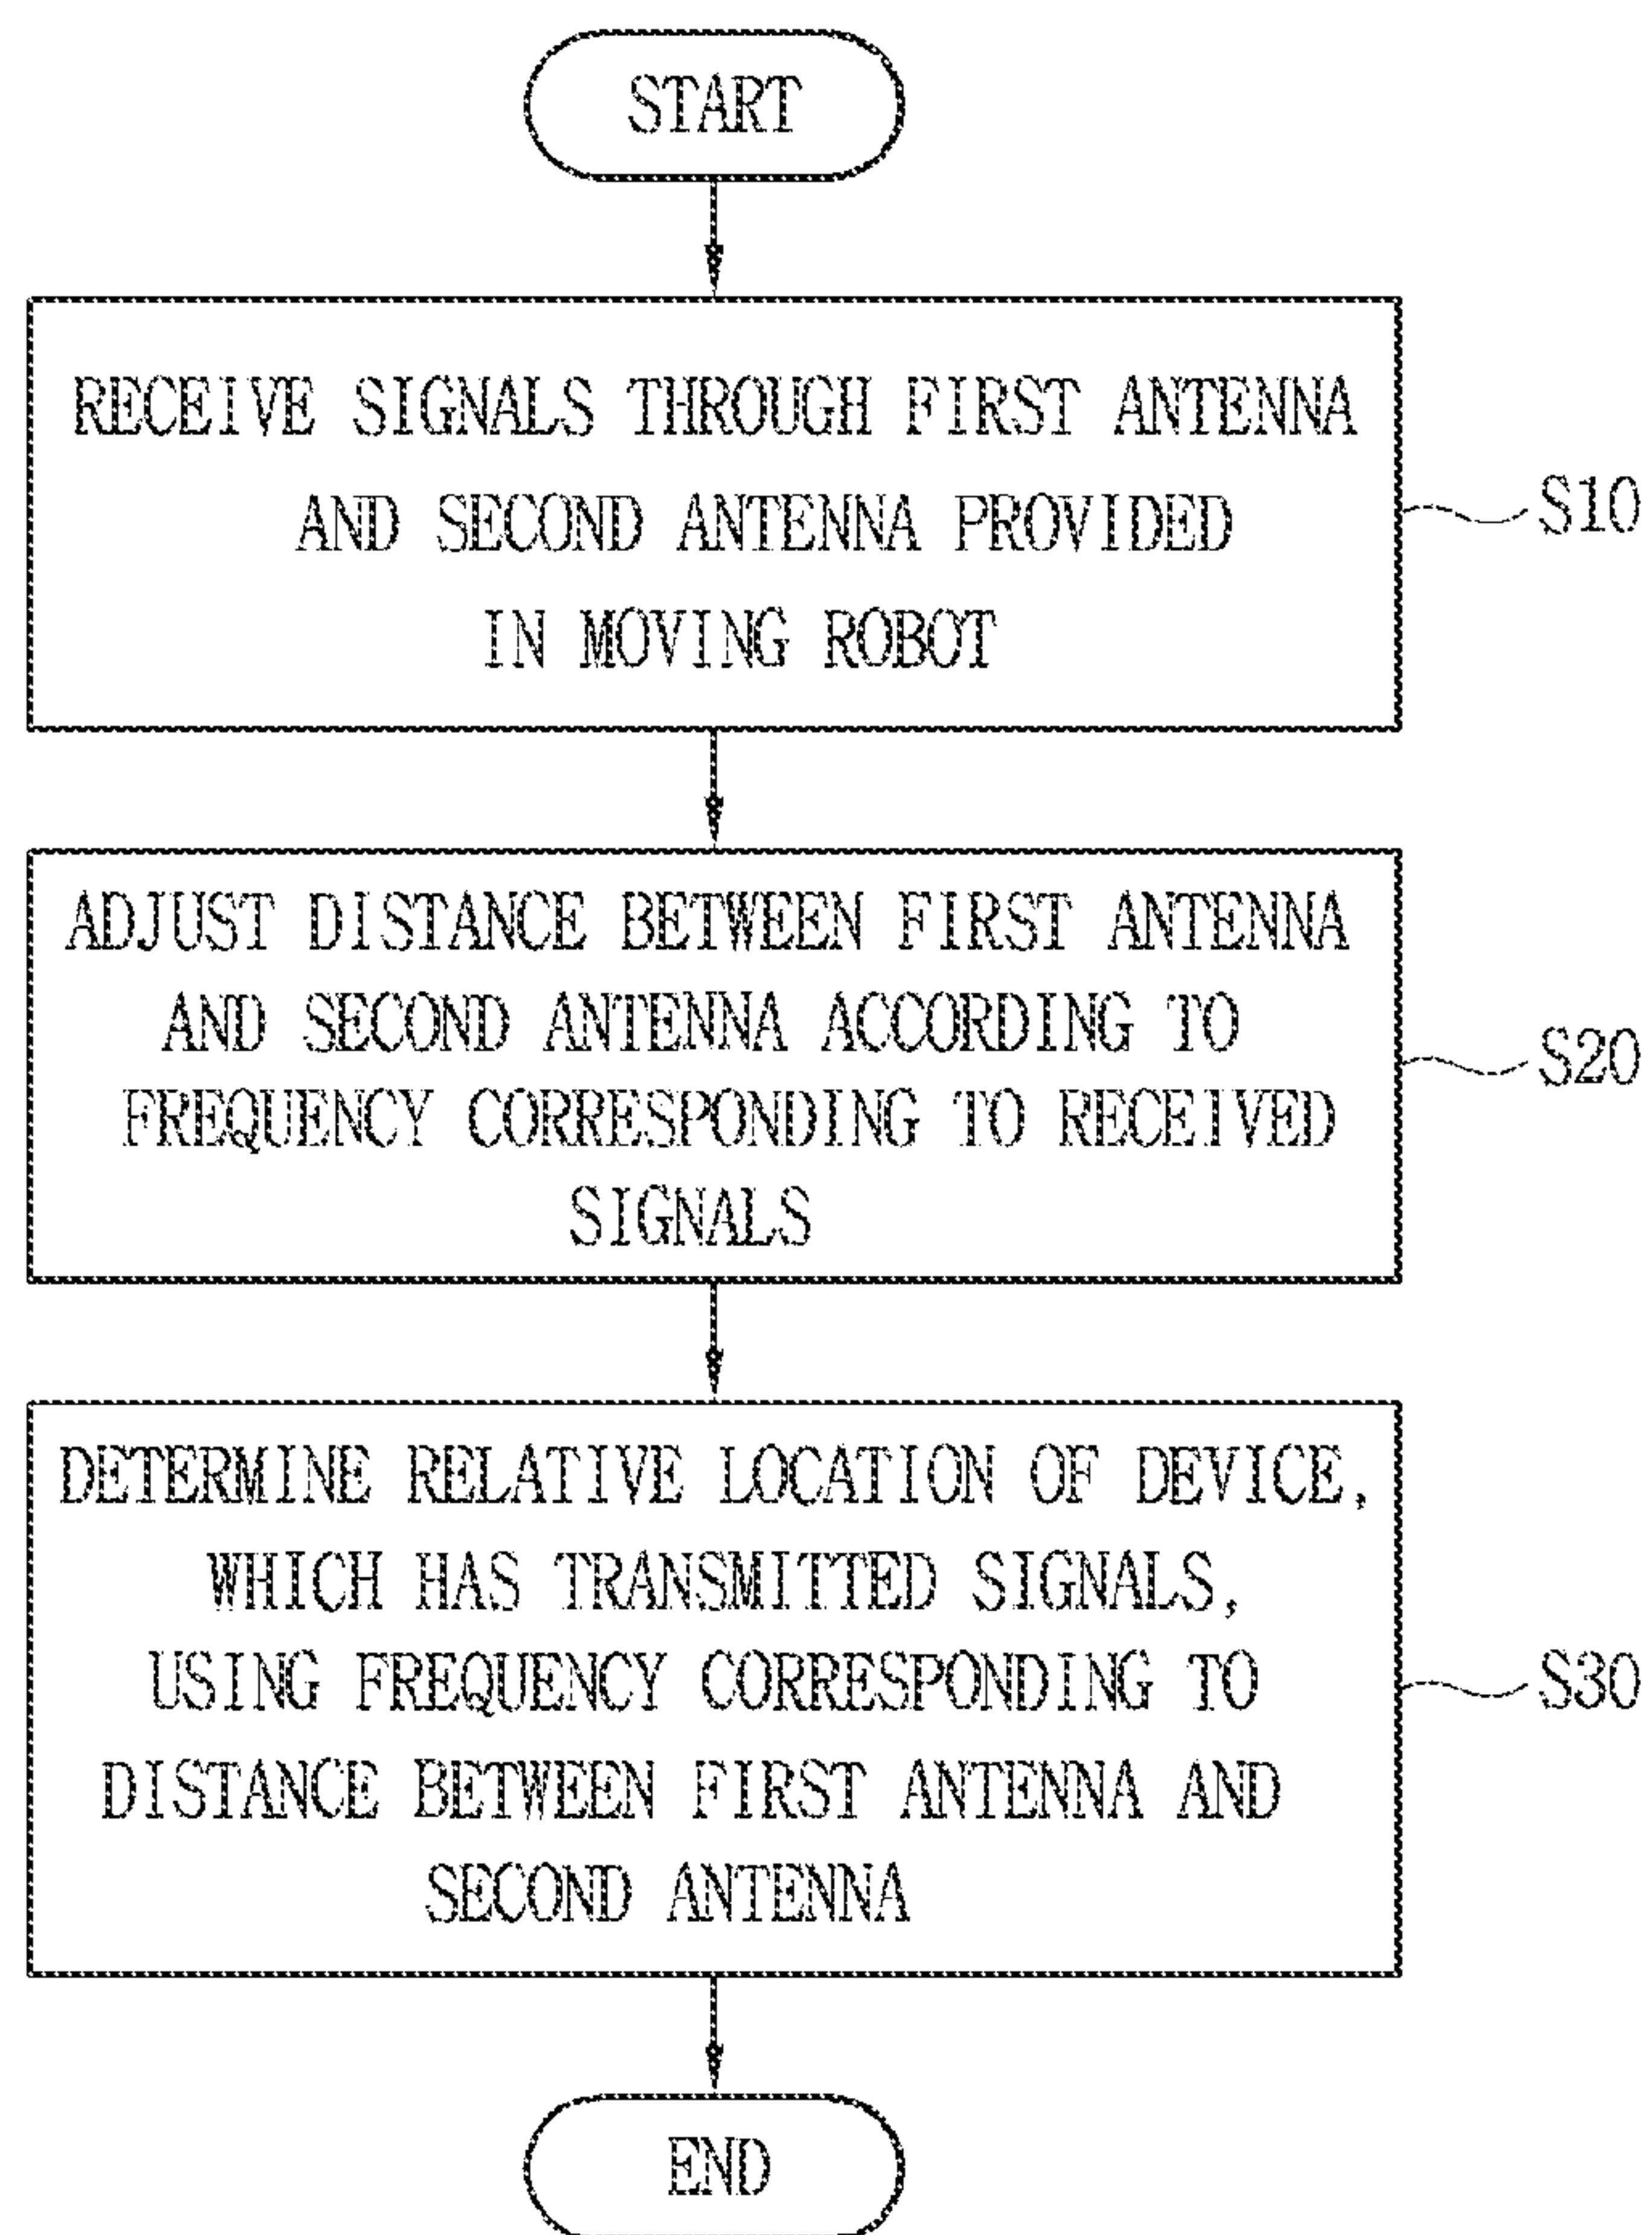 START
RECEIVE SIGNALS THROUGH FIRST ANTENNA
AND SECOND ANTENNA PROVIDED
IN MOVING ROBOT
S10
ADJUST DISTANCE BETWEEN FIRST ANTENNA
AND SECOND ANTENNA ACCORDING TO
FREQUENCY CORRESPONDING TO RECEIVED
SIGNALS
S20
DETERMINE RELATIVE LOCATION OF DEVICE,
WHICH HAS TRANSMITTED SIGNALS,
USING FREQUENCY CORRESPONDING TO
DISTANCE BETWEEN FIRST ANTENNA AND
SECOND ANTENNA
S30
END